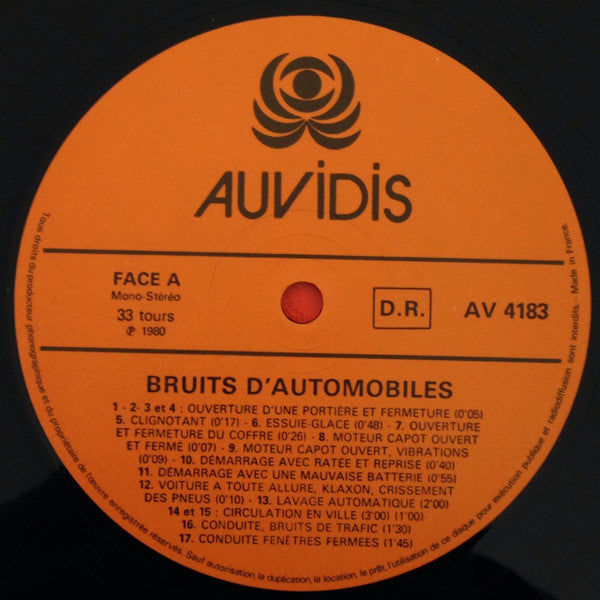 AUVIDIS
FACE A
Mono-Stéréo
33 tours
℗ 1980
D.R.
AV 4183
BRUITS D'AUTOMOBILES
1 - 2- 3 et 4 : OUVERTURE D'UNE PORTIÈRE ET FERMETURE (0'05)
5. CLIGNOTANT (0'17) - 6. ESSUIE-GLACE (0'48) - 7. OUVERTURE
ET FERMETURE DU COFFRE (0'26) - 8. MOTEUR CAPOT OUVERT
ET FERMÉ (0'07) - 9. MOTEUR CAPOT OUVERT, VIBRATIONS
(0'09) - 10. DÉMARRAGE AVEC RATÉE ET REPRISE (0'40)
11. DÉMARRAGE AVEC UNE MAUVAISE BATTERIE (0'55)
12. VOITURE A TOUTE ALLURE, KLAXON, CRISSEMENT
DES PNEUS (0'10) - 13. LAVAGE AUTOMATIQUE (2'00)
14 et 15 : CIRCULATION EN VILLE (3'00) (1'00)
16. CONDUITE, BRUITS DE TRAFIC (1'30)
17. CONDUITE FENÊTRES FERMÉES (1'45)
Tous droits du producteur phonographique et du propriétaire de l'œuvre enregistrée réservés. Sauf autorisation, la duplication, la location, le prêt, l'utilisation de ce disque pour exécution publique et radiodiffusion sont interdits - Made in France.